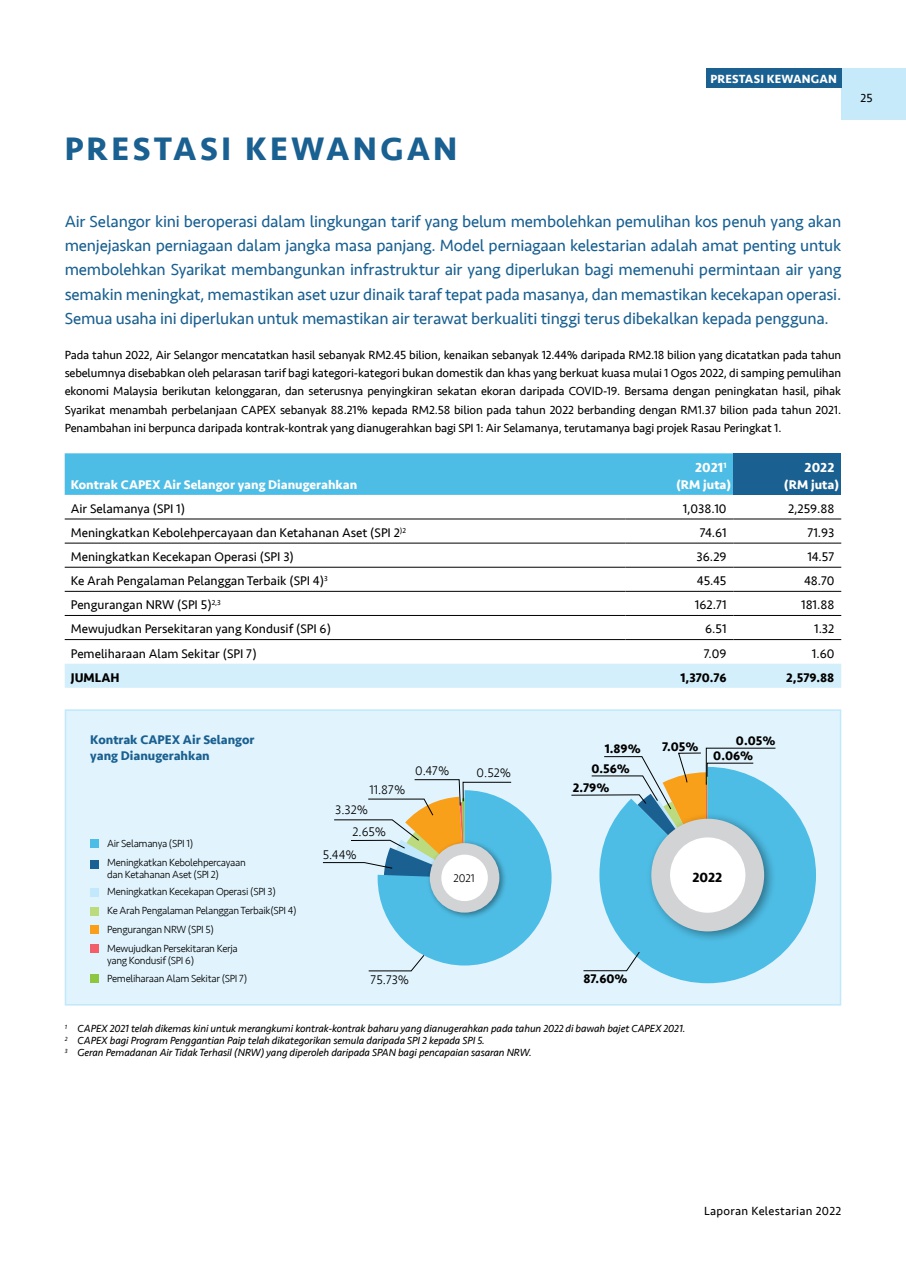 PRESTASI KEWANGAN
25
PRESTASI KEWANGAN
Air Selangor kini beroperasi dalam lingkungan tarif yang belum membolehkan pemulihan kos penuh yang akan
menjejaskan perniagaan dalam jangka masa panjang. Model perniagaan kelestarian adalah amat penting untuk
membolehkan Syarikat membangunkan infrastruktur air yang diperlukan bagi memenuhi permintaan air yang
semakin meningkat, memastikan aset uzur dinaik taraf tepat pada masanya, dan memastikan kecekapan operasi.
Semua usaha ini diperlukan untuk memastikan air terawat berkualiti tinggi terus dibekalkan kepada pengguna.
Pada tahun 2022, Air Selangor mencatatkan hasil sebanyak RM2.45 bilion, kenaikan sebanyak 12.44% daripada RM2.18 bilion yang dicatatkan pada tahun
sebelumnya disebabkan oleh pelarasan tarif bagi kategori-kategori bukan domestik dan khas yang berkuat kuasa mulai 1 Ogos 2022, di samping pemulihan
ekonomi Malaysia berikutan kelonggaran, dan seterusnya penyingkiran sekatan ekoran daripada COVID-19. Bersama dengan peningkatan hasil, pihak
Syarikat menambah perbelanjaan CAPEX sebanyak 88.21% kepada RM2.58 bilion pada tahun 2022 berbanding dengan RM1.37 bilion pada tahun 2021.
Penambahan ini berpunca daripada kontrak-kontrak yang dianugerahkan bagi SPI 1: Air Selamanya, terutamanya bagi projek Rasau Peringkat 1.
2021¹ 2022
Kontrak CAPEX Air Selangor yang Dianugerahkan (RM juta) (RM juta)
Air Selamanya (SPI 1) 1,038.10 2,259.88
Meningkatkan Kebolehpercayaan dan Ketahanan Aset (SPI 2)² 74.61 71.93
Meningkatkan Kecekapan Operasi (SPI 3) 36.29 14.57
Ke Arah Pengalaman Pelanggan Terbaik (SPI 4)³ 45.45 48.70
Pengurangan NRW (SPI 5)²,³ 162.71 181.88
Mewujudkan Persekitaran yang Kondusif (SPI 6) 6.51 1.32
Pemeliharaan Alam Sekitar (SPI 7) 7.09 1.60
JUMLAH 1,370.76 2,579.88
Kontrak CAPEX Air Selangor
yang Dianugerahkan
Air Selamanya (SPI 1)
Meningkatkan Kebolehpercayaan
dan Ketahanan Aset (SPI 2)
Meningkatkan Kecekapan Operasi (SPI 3)
Ke Arah Pengalaman Pelanggan Terbaik(SPI 4)
Pengurangan NRW (SPI 5)
Mewujudkan Persekitaran Kerja
yang Kondusif (SPI 6)
Pemeliharaan Alam Sekitar (SPI 7)
0.47% 0.52%
11.87%
3.32%
2.65%
5.44%
2021
75.73%
1.89% 7.05% 0.05%
0.06%
0.56%
2.79%
2022
87.60%
¹ CAPEX 2021 telah dikemas kini untuk merangkumi kontrak-kontrak baharu yang dianugerahkan pada tahun 2022 di bawah bajet CAPEX 2021.
² CAPEX bagi Program Penggantian Paip telah dikategorikan semula daripada SPI 2 kepada SPI 5.
³ Geran Pemadanan Air Tidak Terhasil (NRW) yang diperoleh daripada SPAN bagi pencapaian sasaran NRW.
Laporan Kelestarian 2022